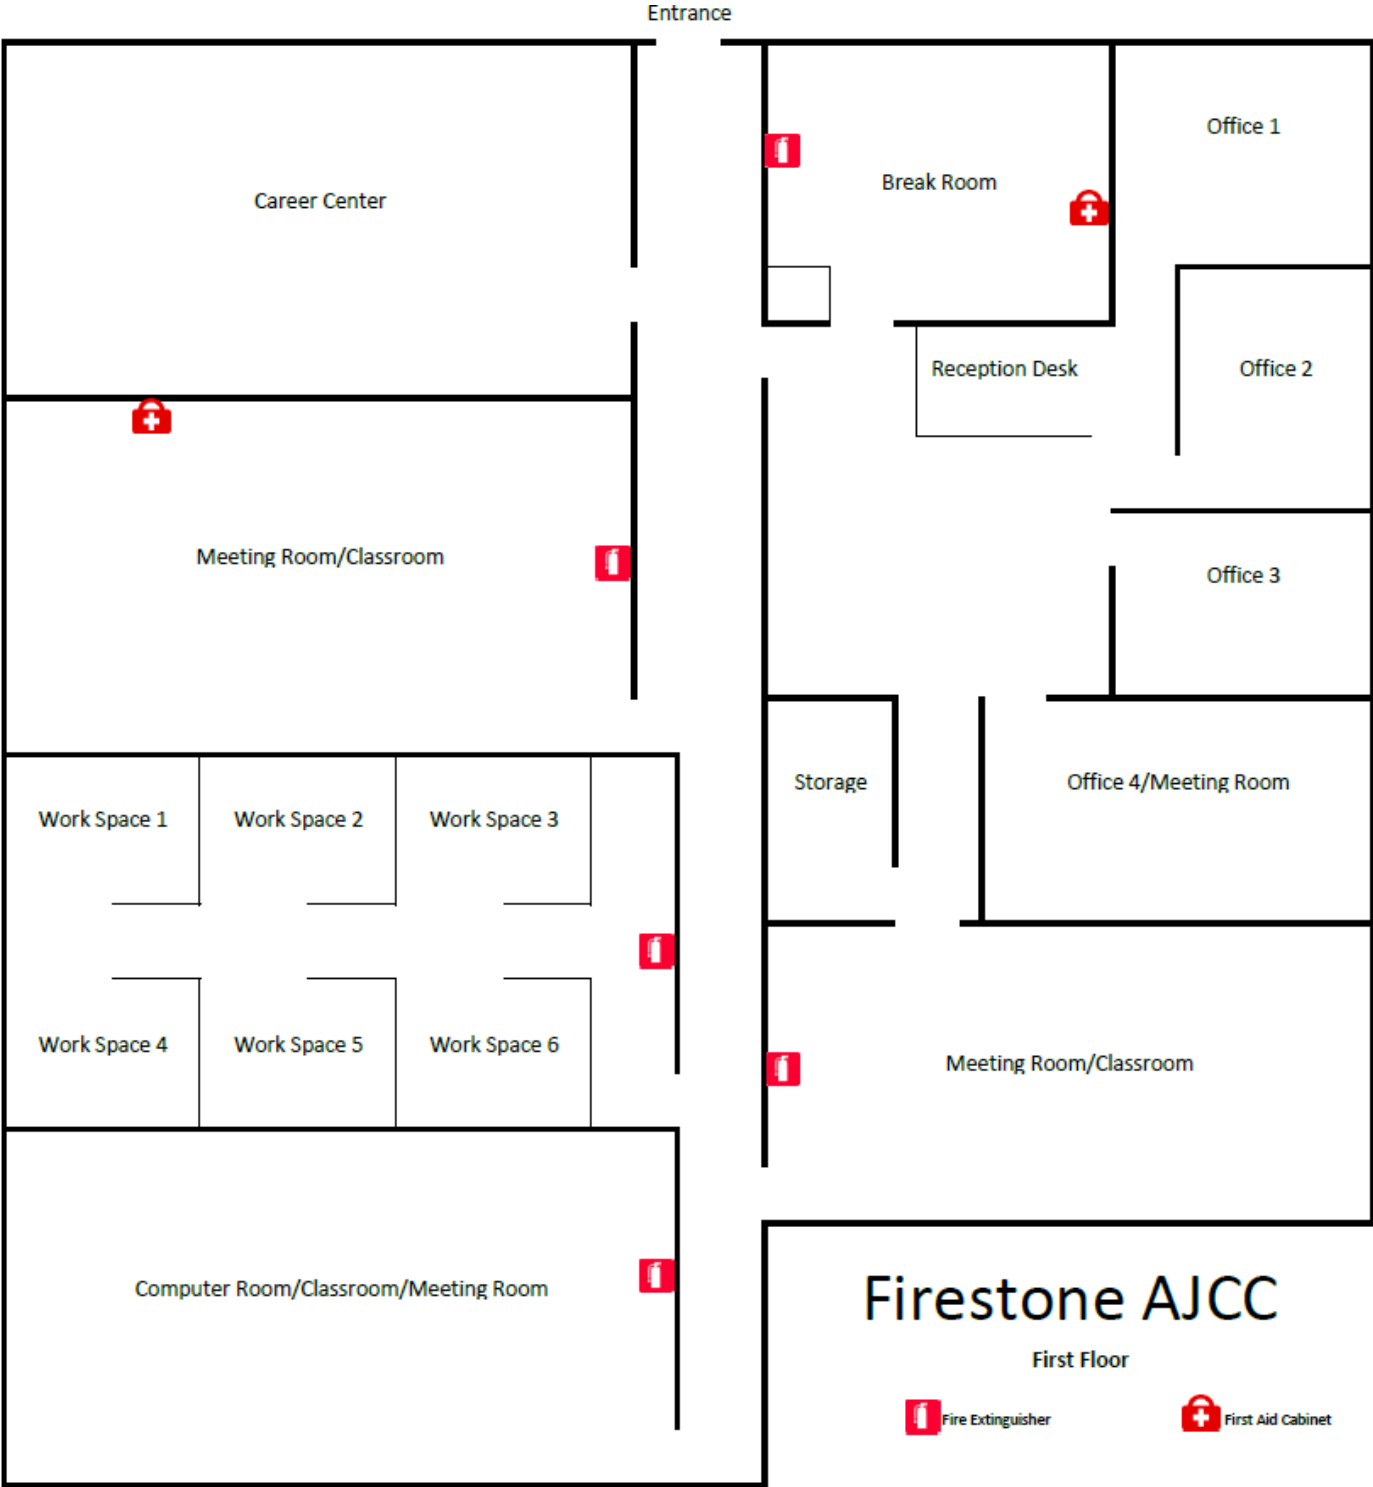 Entrance
Office 1
Break Room
Career Center
Reception Desk
Office 2
Meeting Room/Classroom
Office 3
Storage
Office 4/Meeting Room
Work Space 1
Work Space 2
Work Space 3
Work Space 4
Work Space 5
Work Space 6
Meeting Room/Classroom
Computer Room/Classroom/Meeting Room
Firestone AJCC
First Floor
Fire Extinguisher
First Aid Cabinet